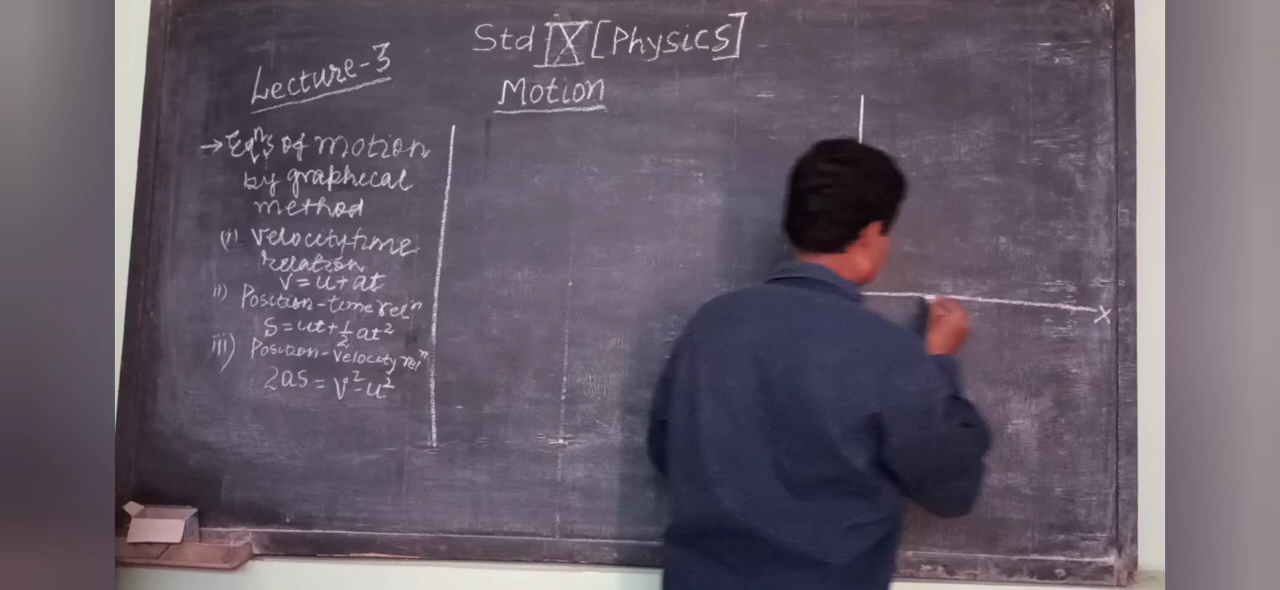 Std IX [Physics]
Lecture-3
Motion
→ Eqⁿs of motion
by graphical
method
(i) Velocity time
relation
v = u + at
ii) Position-time relⁿ
S = ut + 1/2 at²
iii) Position-velocity relⁿ
2as = v² - u²
X